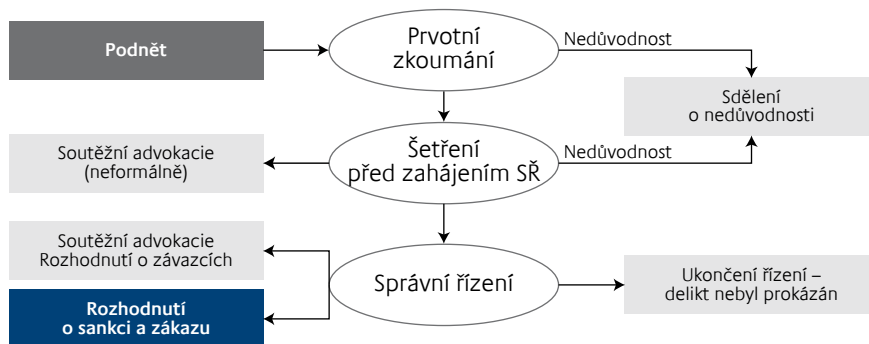 Podnět
Prvotní
zkoumání
Nedůvodnost
Sdělení
o nedůvodnosti
Soutěžní advokacie
(neformálně)
Šetření
před zahájením SŘ
Nedůvodnost
Soutěžní advokacie
Rozhodnutí o závazcích
Správní řízení
Ukončení řízení –
delikt nebyl prokázán
Rozhodnutí
o sankci a zákazu